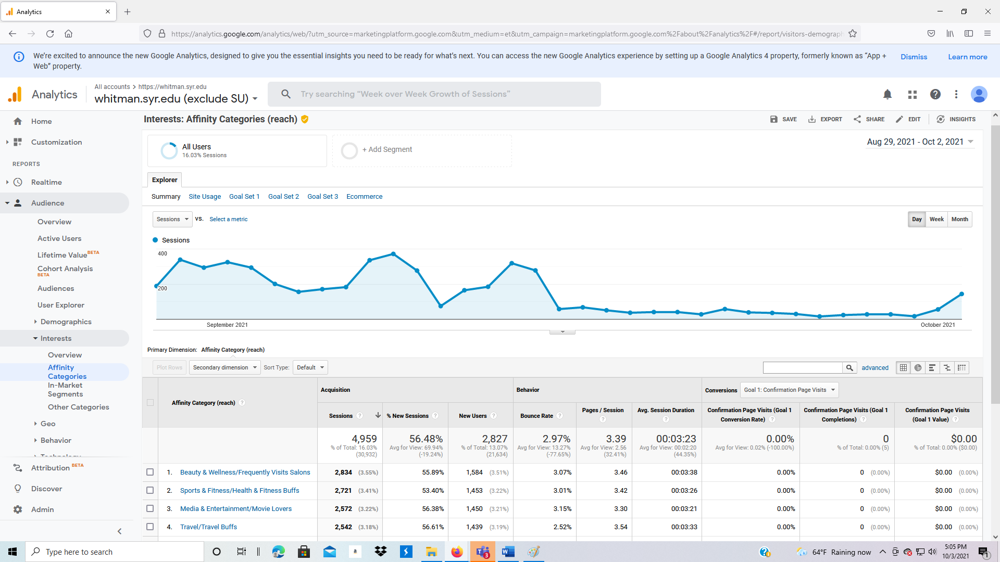 Analytics
https://analytics.google.com/analytics/web/?utm_source=marketingplatform.google.com&utm_medium=et&utm_campaign=marketingplatform.google.com%2Fabout%2Fanalytics%2F#/report/visitors-demograph
We're excited to announce the new Google Analytics, designed to give you the essential insights you need to be ready for what's next. You can access the new Google Analytics experience by setting up a Google Analytics 4 property, formerly known as “App +
Web” property.
Dismiss
Learn more
Analytics
All accounts > https://whitman.syr.edu
whitman.syr.edu (exclude SU)
Try searching “Week over Week Growth of Sessions”
Home
Customization
REPORTS
Realtime
Audience
Overview
Active Users
Lifetime Value BETA
Cohort Analysis
BETA
Audiences
User Explorer
Demographics
Interests
Overview
Affinity
Categories
In-Market
Segments
Other Categories
Geo
Behavior
Technology
Attribution BETA
Discover
Admin
Interests: Affinity Categories (reach)
SAVE
EXPORT
SHARE
EDIT
INSIGHTS
All Users
16.03% Sessions
+ Add Segment
Aug 29, 2021 - Oct 2, 2021
Explorer
Summary Site Usage Goal Set 1 Goal Set 2 Goal Set 3 Ecommerce
Sessions vs. Select a metric
Day Week Month
Sessions
400
200
September 2021
October 2021
Primary Dimension: Affinity Category (reach)
Plot Rows Secondary dimension Sort Type: Default
advanced
Affinity Category (reach) ?
Acquisition
Behavior
Conversions Goal 1: Confirmation Page Visits
Sessions ?
% New Sessions ?
New Users ?
Bounce Rate ?
Pages / Session
?
Avg. Session Duration
?
Confirmation Page Visits (Goal 1
Conversion Rate) ?
Confirmation Page Visits (Goal 1
Completions) ?
Confirmation Page Visits
(Goal 1 Value) ?
4,959
% of Total: 16.03%
(30,932)
56.48%
Avg for View: 69.94%
(-19.24%)
2,827
% of Total: 13.07%
(21,634)
2.97%
Avg for View: 13.27%
(-77.65%)
3.39
Avg for View: 2.56
(32.41%)
00:03:23
Avg for View: 00:02:20
(44.35%)
0.00%
Avg for View: 0.02% (-100.00%)
0
% of Total: 0.00% (5)
$0.00
% of Total: 0.00% ($0.00)
1. Beauty & Wellness/Frequently Visits Salons 2,834 (3.55%) 55.89% 1,584 (3.51%) 3.07% 3.46 00:03:38 0.00% 0 (0.00%) $0.00 (0.00%)
2. Sports & Fitness/Health & Fitness Buffs 2,721 (3.41%) 53.40% 1,453 (3.22%) 3.01% 3.42 00:03:26 0.00% 0 (0.00%) $0.00 (0.00%)
3. Media & Entertainment/Movie Lovers 2,572 (3.22%) 56.38% 1,450 (3.21%) 3.15% 3.30 00:03:21 0.00% 0 (0.00%) $0.00 (0.00%)
4. Travel/Travel Buffs 2,542 (3.18%) 56.61% 1,439 (3.19%) 2.52% 3.54 00:03:33 0.00% 0 (0.00%) $0.00 (0.00%)
Type here to search
a
3
64°F Raining now
5:05 PM
10/3/2021
1